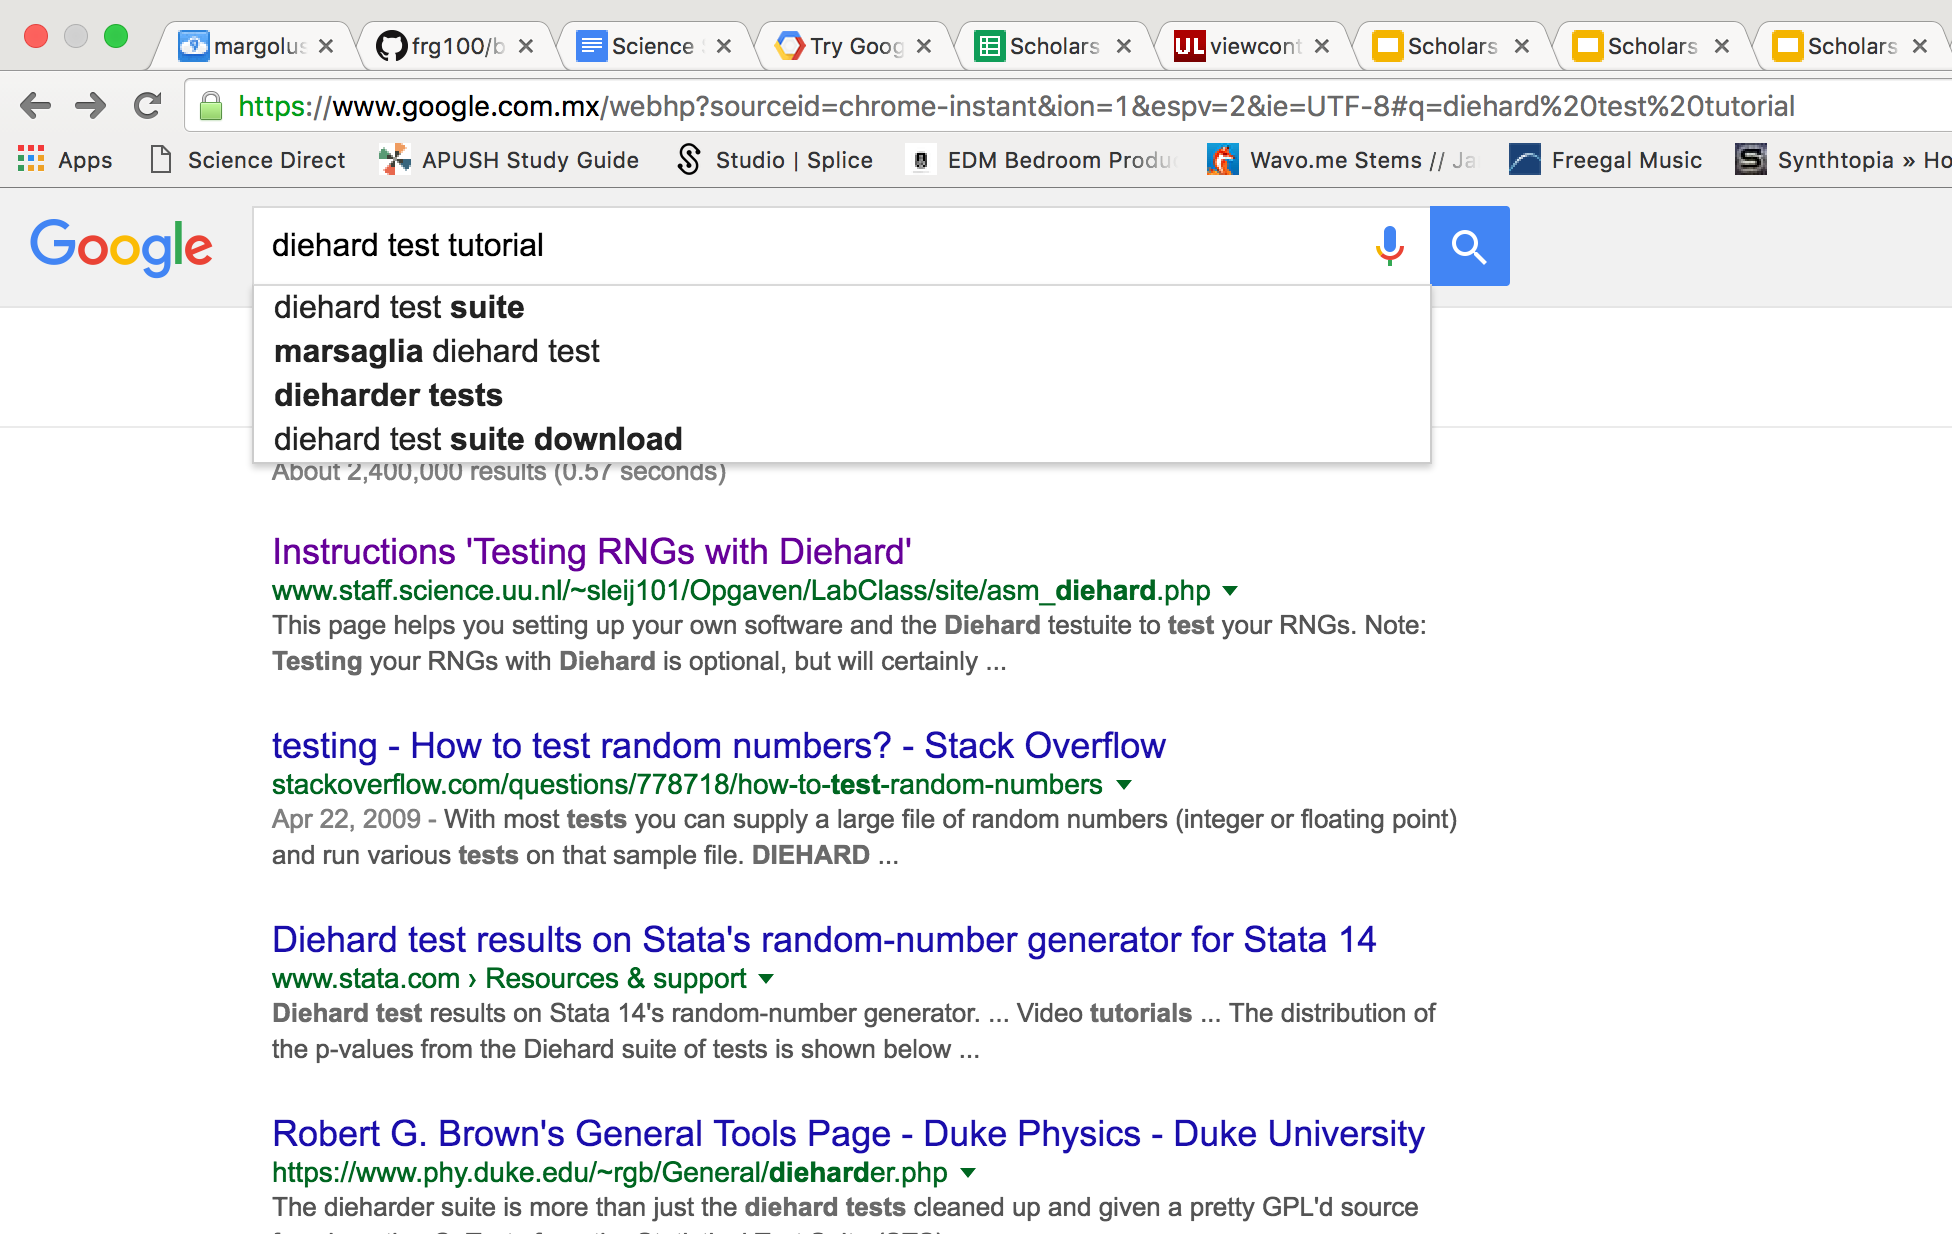 margolus
frg100/b
Science
Try Goog
Scholars
UL viewcont
Scholars
Scholars
Scholars
https://www.google.com.mx/webhp?sourceid=chrome-instant&ion=1&espv=2&ie=UTF-8#q=diehard%20test%20tutorial
Apps
Science Direct
APUSH Study Guide
Studio | Splice
EDM Bedroom Produ
Wavo.me Stems // Ja
Freegal Music
Synthtopia » Ho
Google
diehard test tutorial
diehard test suite
marsaglia diehard test
dieharder tests
diehard test suite download
About 2,400,000 results (0.57 seconds)
Instructions 'Testing RNGs with Diehard'
www.staff.science.uu.nl/~sleij101/Opgaven/LabClass/site/asm_diehard.php
This page helps you setting up your own software and the Diehard testuite to test your RNGs. Note:
Testing your RNGs with Diehard is optional, but will certainly ...
testing - How to test random numbers? - Stack Overflow
stackoverflow.com/questions/778718/how-to-test-random-numbers
Apr 22, 2009 - With most tests you can supply a large file of random numbers (integer or floating point)
and run various tests on that sample file. DIEHARD ...
Diehard test results on Stata's random-number generator for Stata 14
www.stata.com › Resources & support
Diehard test results on Stata 14's random-number generator. ... Video tutorials ... The distribution of
the p-values from the Diehard suite of tests is shown below ...
Robert G. Brown's General Tools Page - Duke Physics - Duke University
https://www.phy.duke.edu/~rgb/General/dieharder.php
The dieharder suite is more than just the diehard tests cleaned up and given a pretty GPL'd source